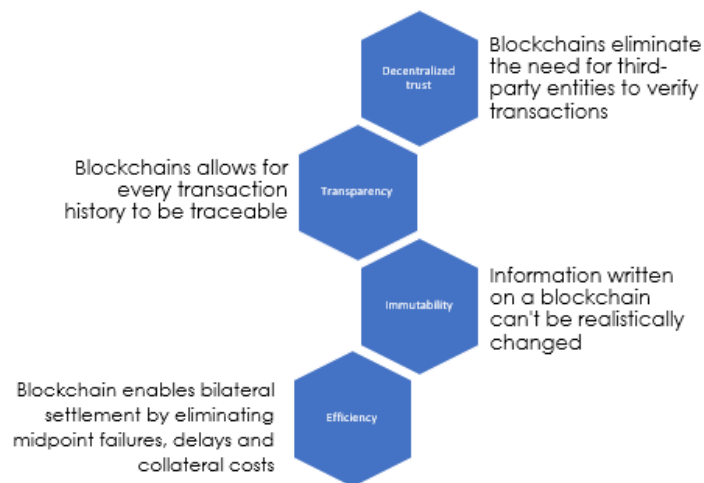 Decentralized
trust
Blockchains eliminate
the need for third-
party entities to verify
transactions
Blockchains allows for
every transaction
history to be traceable
Transparency
Immutability
Information written
on a blockchain
can't be realistically
changed
Blockchain enables bilateral
settlement by eliminating
midpoint failures, delays and
collateral costs
Efficiency